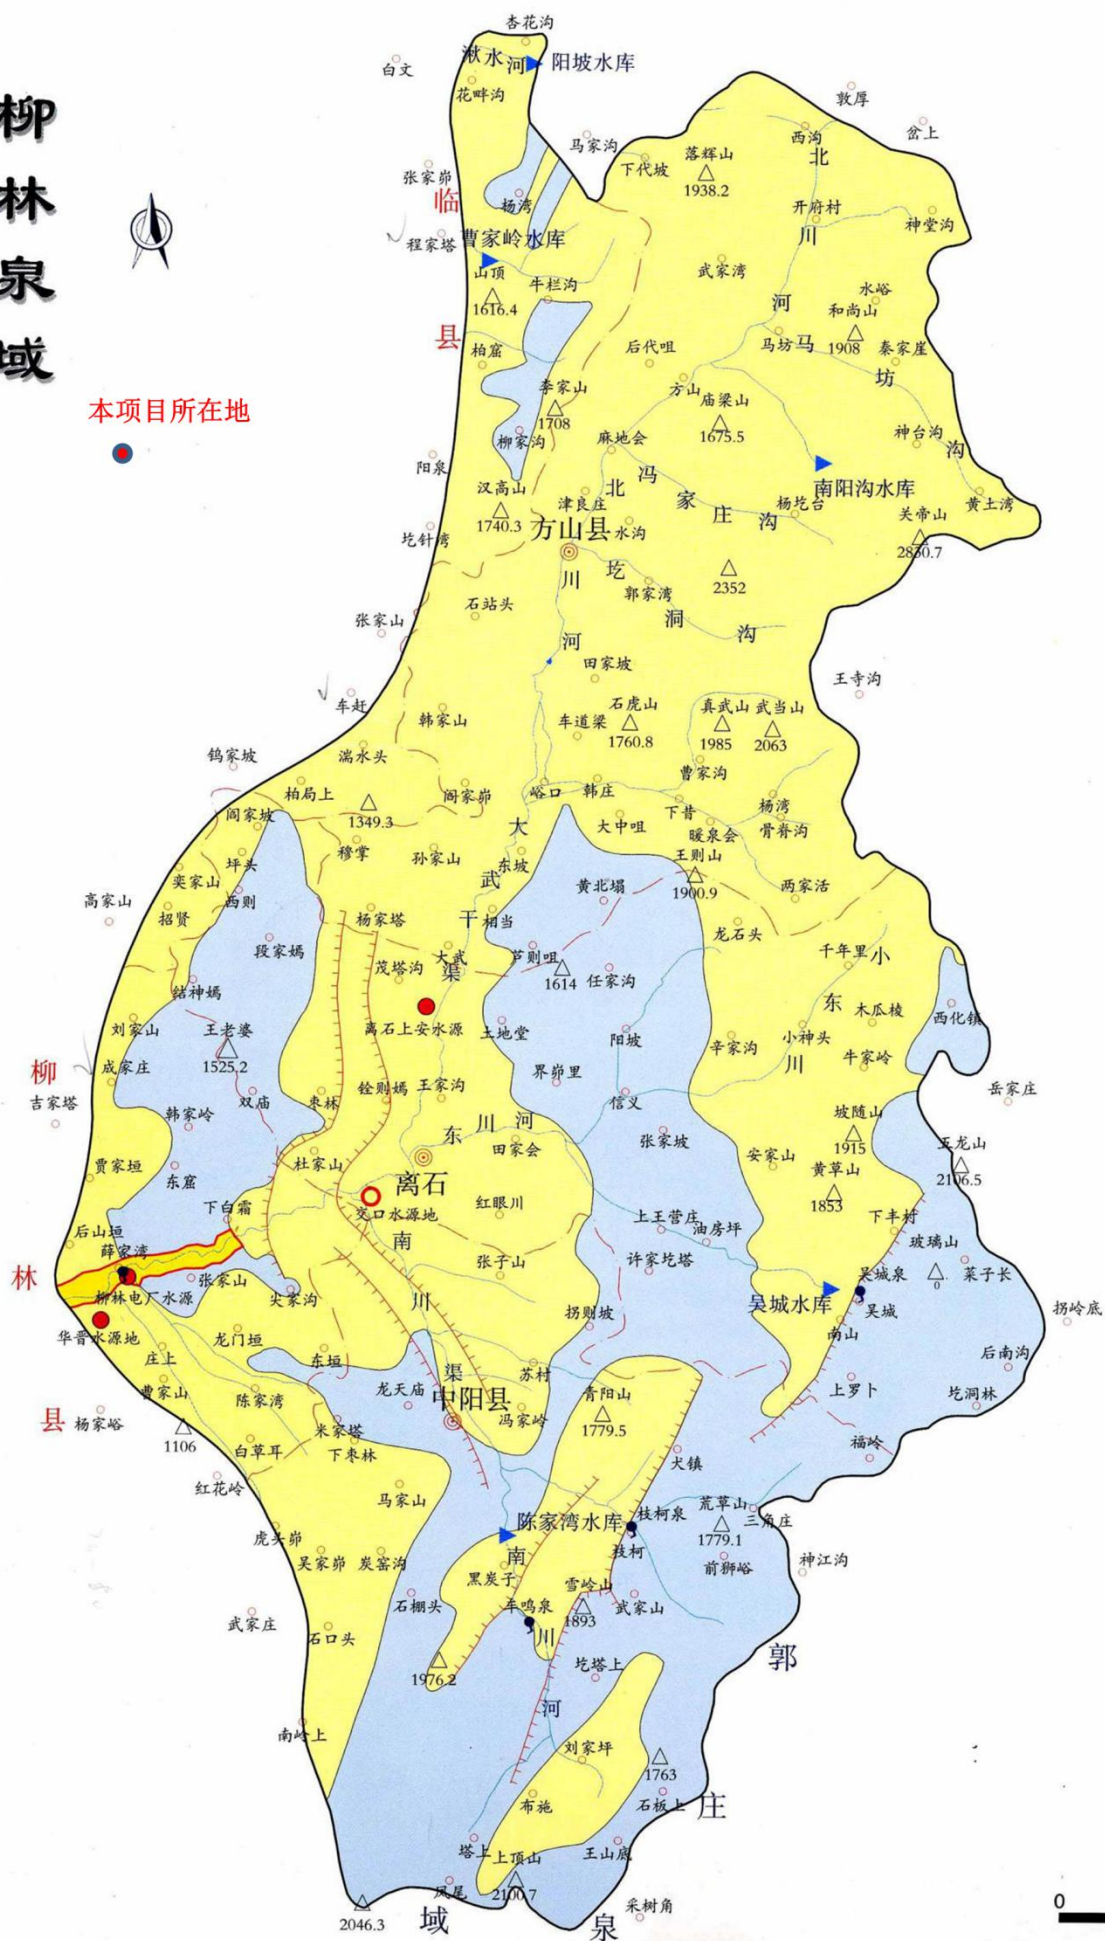 柳林泉域
杏花沟
湫水河
阳坡水库
白文
花畔沟
敦厚
岔上
西沟
北
马家沟
下代坡
落辉山
1938.2
张家峁
临
杨湾
开府村
神堂沟
川
程家塔
曹家岭水库
山顶
1616.4
牛栏沟
武家湾
水峪
河
和尚山
1908
县
柏窟
后代咀
马坊
马
秦家崖
坊
李家山
1708
方山
庙梁山
1675.5
本项目所在地
柳家沟
麻地会
神台沟
沟
阳泉
汉高山
1740.3
北
冯
家
庄
沟
津良庄
南阳沟水库
杨圪台
黄土湾
关帝山
2830.7
圪针湾
方山县
水沟
川
圪
2352
郭家湾
石站头
洞
沟
张家山
河
田家坡
王寺沟
车赶
韩家山
车道梁
石虎山
1760.8
真武山
1985
武当山
2063
钨家坡
湍水头
曹家沟
柏局上
1349.3
阎家峁
峪口
韩庄
下昔
杨湾
阎家坡
大
大中咀
暖泉会
骨脊沟
穆掌
孙家山
东坡
王则山
1900.9
坪头
奕家山
武
黄北塌
两家活
高家山
西则
招贤
杨家塔
干
相当
龙石头
段家嫣
大武
芦则咀
千年里
小
茂塔沟
渠
1614
任家沟
结神嫣
东
木瓜棱
西化镇
刘家山
王老婆
1525.2
离石上安水源
土地堂
阳坡
辛家沟
小神头
川
牛家岭
柳
成家庄
界峁里
吉家塔
双庙
枣林
铨则嫣
王家沟
信义
岳家庄
韩家岭
东
川
河
张家坡
坡随山
1915
田家会
玉龙山
2106.5
贾家垣
东窟
杜家山
安家山
黄草山
1853
离石
交口水源地
红眼川
下白霜
上王营庄
油房坪
下丰村
后山垣
薛家湾
南
玻璃山
0
林
张家山
张子山
许家圪塔
吴城泉
菜子长
柳林电厂水源
尖家沟
川
吴城水库
吴城
华晋水源地
拐则坡
拐岭底
龙门垣
南山
庄上
东垣
渠
苏村
后南沟
曹家山
陈家湾
龙天庙
中阳县
青阳山
1779.5
上罗卜
圪洞林
县
杨家峪
1106
米家塔
冯家岭
白草耳
下枣林
福岭
红花岭
犬镇
马家山
荒草山
1779.1
三角庄
虎头峁
陈家湾水库
枝柯泉
吴家峁
炭窑沟
南
枝柯
前狮峪
神江沟
黑炭子
雪岭山
1893
武家庄
石棚头
车鸣泉
武家山
石口头
川
郭
1976.2
圪塔上
河
南岭上
刘家坪
1763
布施
石板上
庄
塔上
上顶山
2100.7
王山底
凤尾
2046.3
域
泉
采树角
0